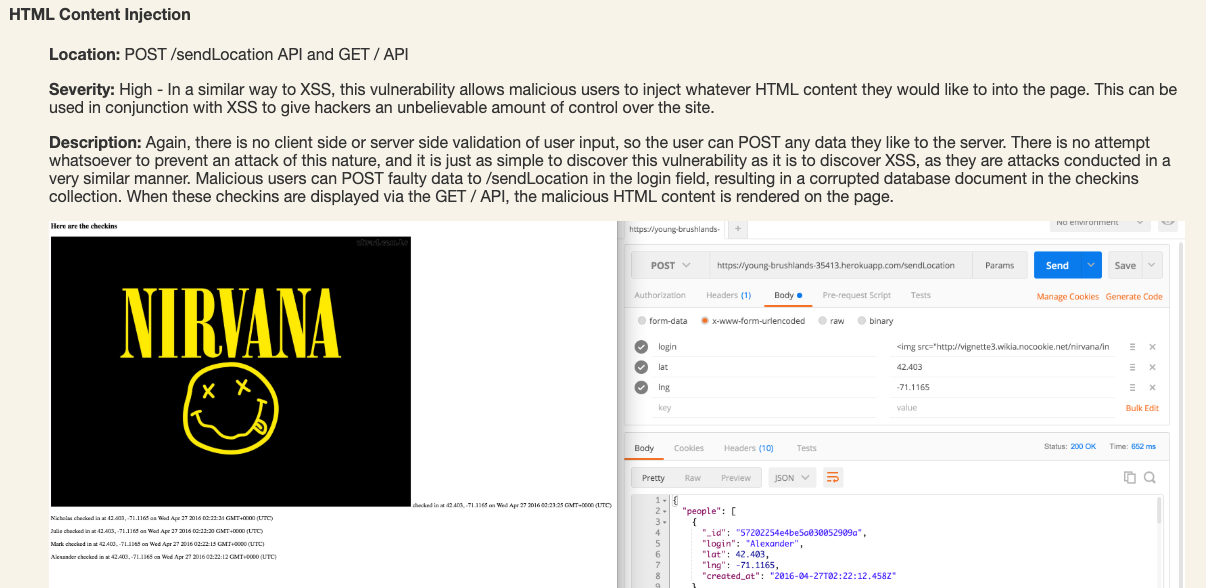 HTML Content Injection
Location: POST /sendLocation API and GET / API
Severity: High - In a similar way to XSS, this vulnerability allows malicious users to inject whatever HTML content they would like to into the page. This can be
used in conjunction with XSS to give hackers an unbelievable amount of control over the site.
Description: Again, there is no client side or server side validation of user input, so the user can POST any data they like to the server. There is no attempt
whatsoever to prevent an attack of this nature, and it is just as simple to discover this vulnerability as it is to discover XSS, as they are attacks conducted in a
very similar manner. Malicious users can POST faulty data to /sendLocation in the login field, resulting in a corrupted database document in the checkins
collection. When these checkins are displayed via the GET / API, the malicious HTML content is rendered on the page.
Here are the checkins
NIRVANA
checked in at 42.403, -71.1165 on Wed Apr 27 2016 02:23:25 GMT+0000 (UTC)
Nicholas checked in at 42.403, -71.1165 on Wed Apr 27 2016 02:22:24 GMT+0000 (UTC)
Julie checked in at 42.403, -71.1165 on Wed Apr 27 2016 02:22:20 GMT+0000 (UTC)
Mark checked in at 42.403, -71.1165 on Wed Apr 27 2016 02:22:15 GMT+0000 (UTC)
Alexander checked in at 42.403, -71.1165 on Wed Apr 27 2016 02:22:12 GMT+0000 (UTC)
https://young-brushlands- +
No environment
POST https://young-brushlands-35413.herokuapp.com/sendLocation Params Send Save
Authorization Headers (1) Body Pre-request Script Tests Manage Cookies Generate Code
form-data x-www-form-urlencoded raw binary
login <img src="http://vignette3.wikia.nocookie.net/nirvana/in
lat 42.403
lng -71.1165
key value Bulk Edit
Body Cookies Headers (10) Tests Status: 200 OK Time: 652 ms
Pretty Raw Preview JSON
1 {
2 "people": [
3 {
4 "_id": "57202254e4be5a030052909a",
5 "login": "Alexander",
6 "lat": 42.403,
7 "lng": -71.1165,
8 "created_at": "2016-04-27T02:22:12.458Z"
9 }